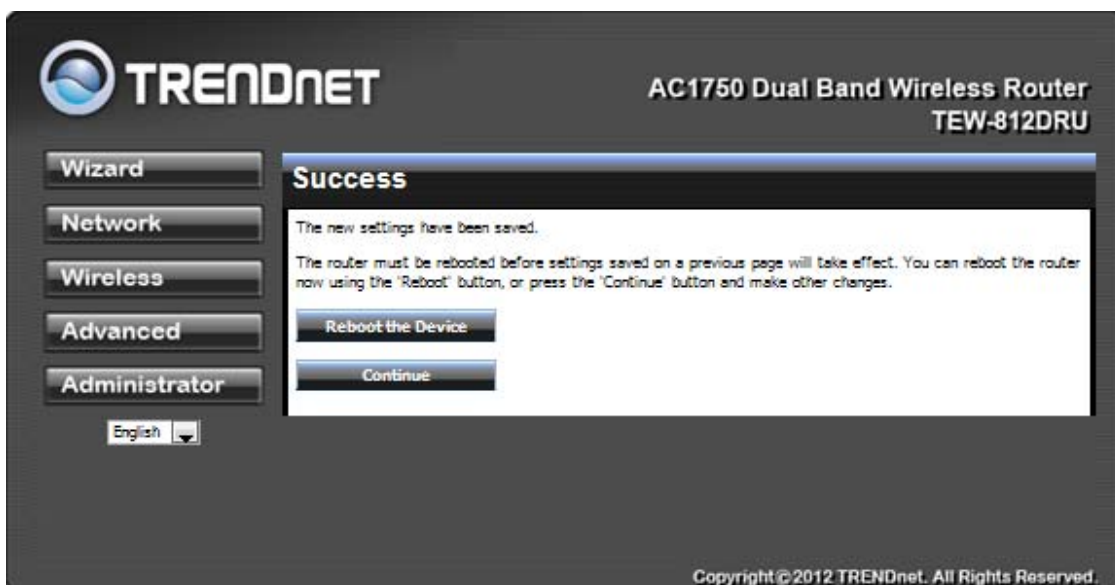 TRENDNET
AC1750 Dual Band Wireless Router
TEW-812DRU
Wizard
Network
Wireless
Advanced
Administrator
English
Success
The new settings have been saved.
The router must be rebooted before settings saved on a previous page will take effect. You can reboot the router
now using the 'Reboot' button, or press the 'Continue' button and make other changes.
Reboot the Device
Continue
Copyright©2012 TRENDnet. All Rights Reserved.